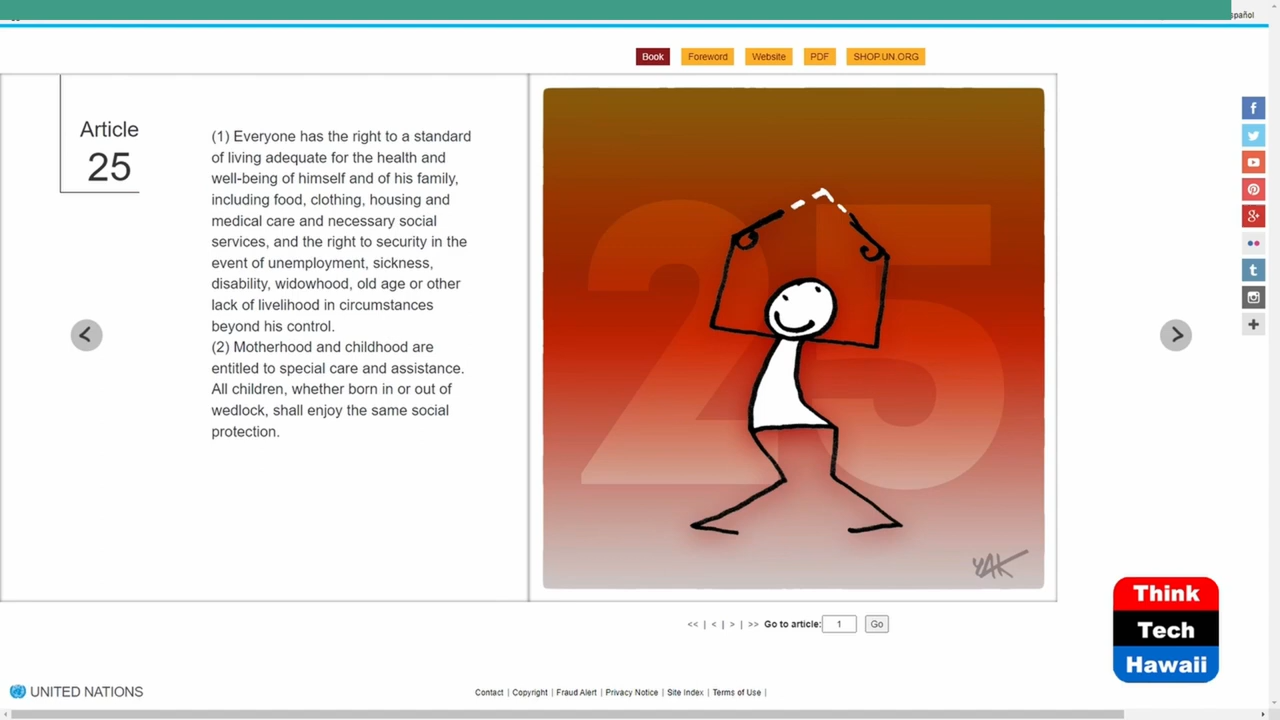 spañol
Book
Foreword
Website
PDF
SHOP.UN.ORG
Article
25
(1) Everyone has the right to a standard
of living adequate for the health and
well-being of himself and of his family,
including food, clothing, housing and
medical care and necessary social
services, and the right to security in the
event of unemployment, sickness,
disability, widowhood, old age or other
lack of livelihood in circumstances
beyond his control.
(2) Motherhood and childhood are
entitled to special care and assistance.
All children, whether born in or out of
wedlock, shall enjoy the same social
protection.
25
YAK
<< | < | > | >> Go to article: 1 Go
Think
Tech
Hawaii
UNITED NATIONS
Contact | Copyright | Fraud Alert | Privacy Notice | Site Index | Terms of Use |